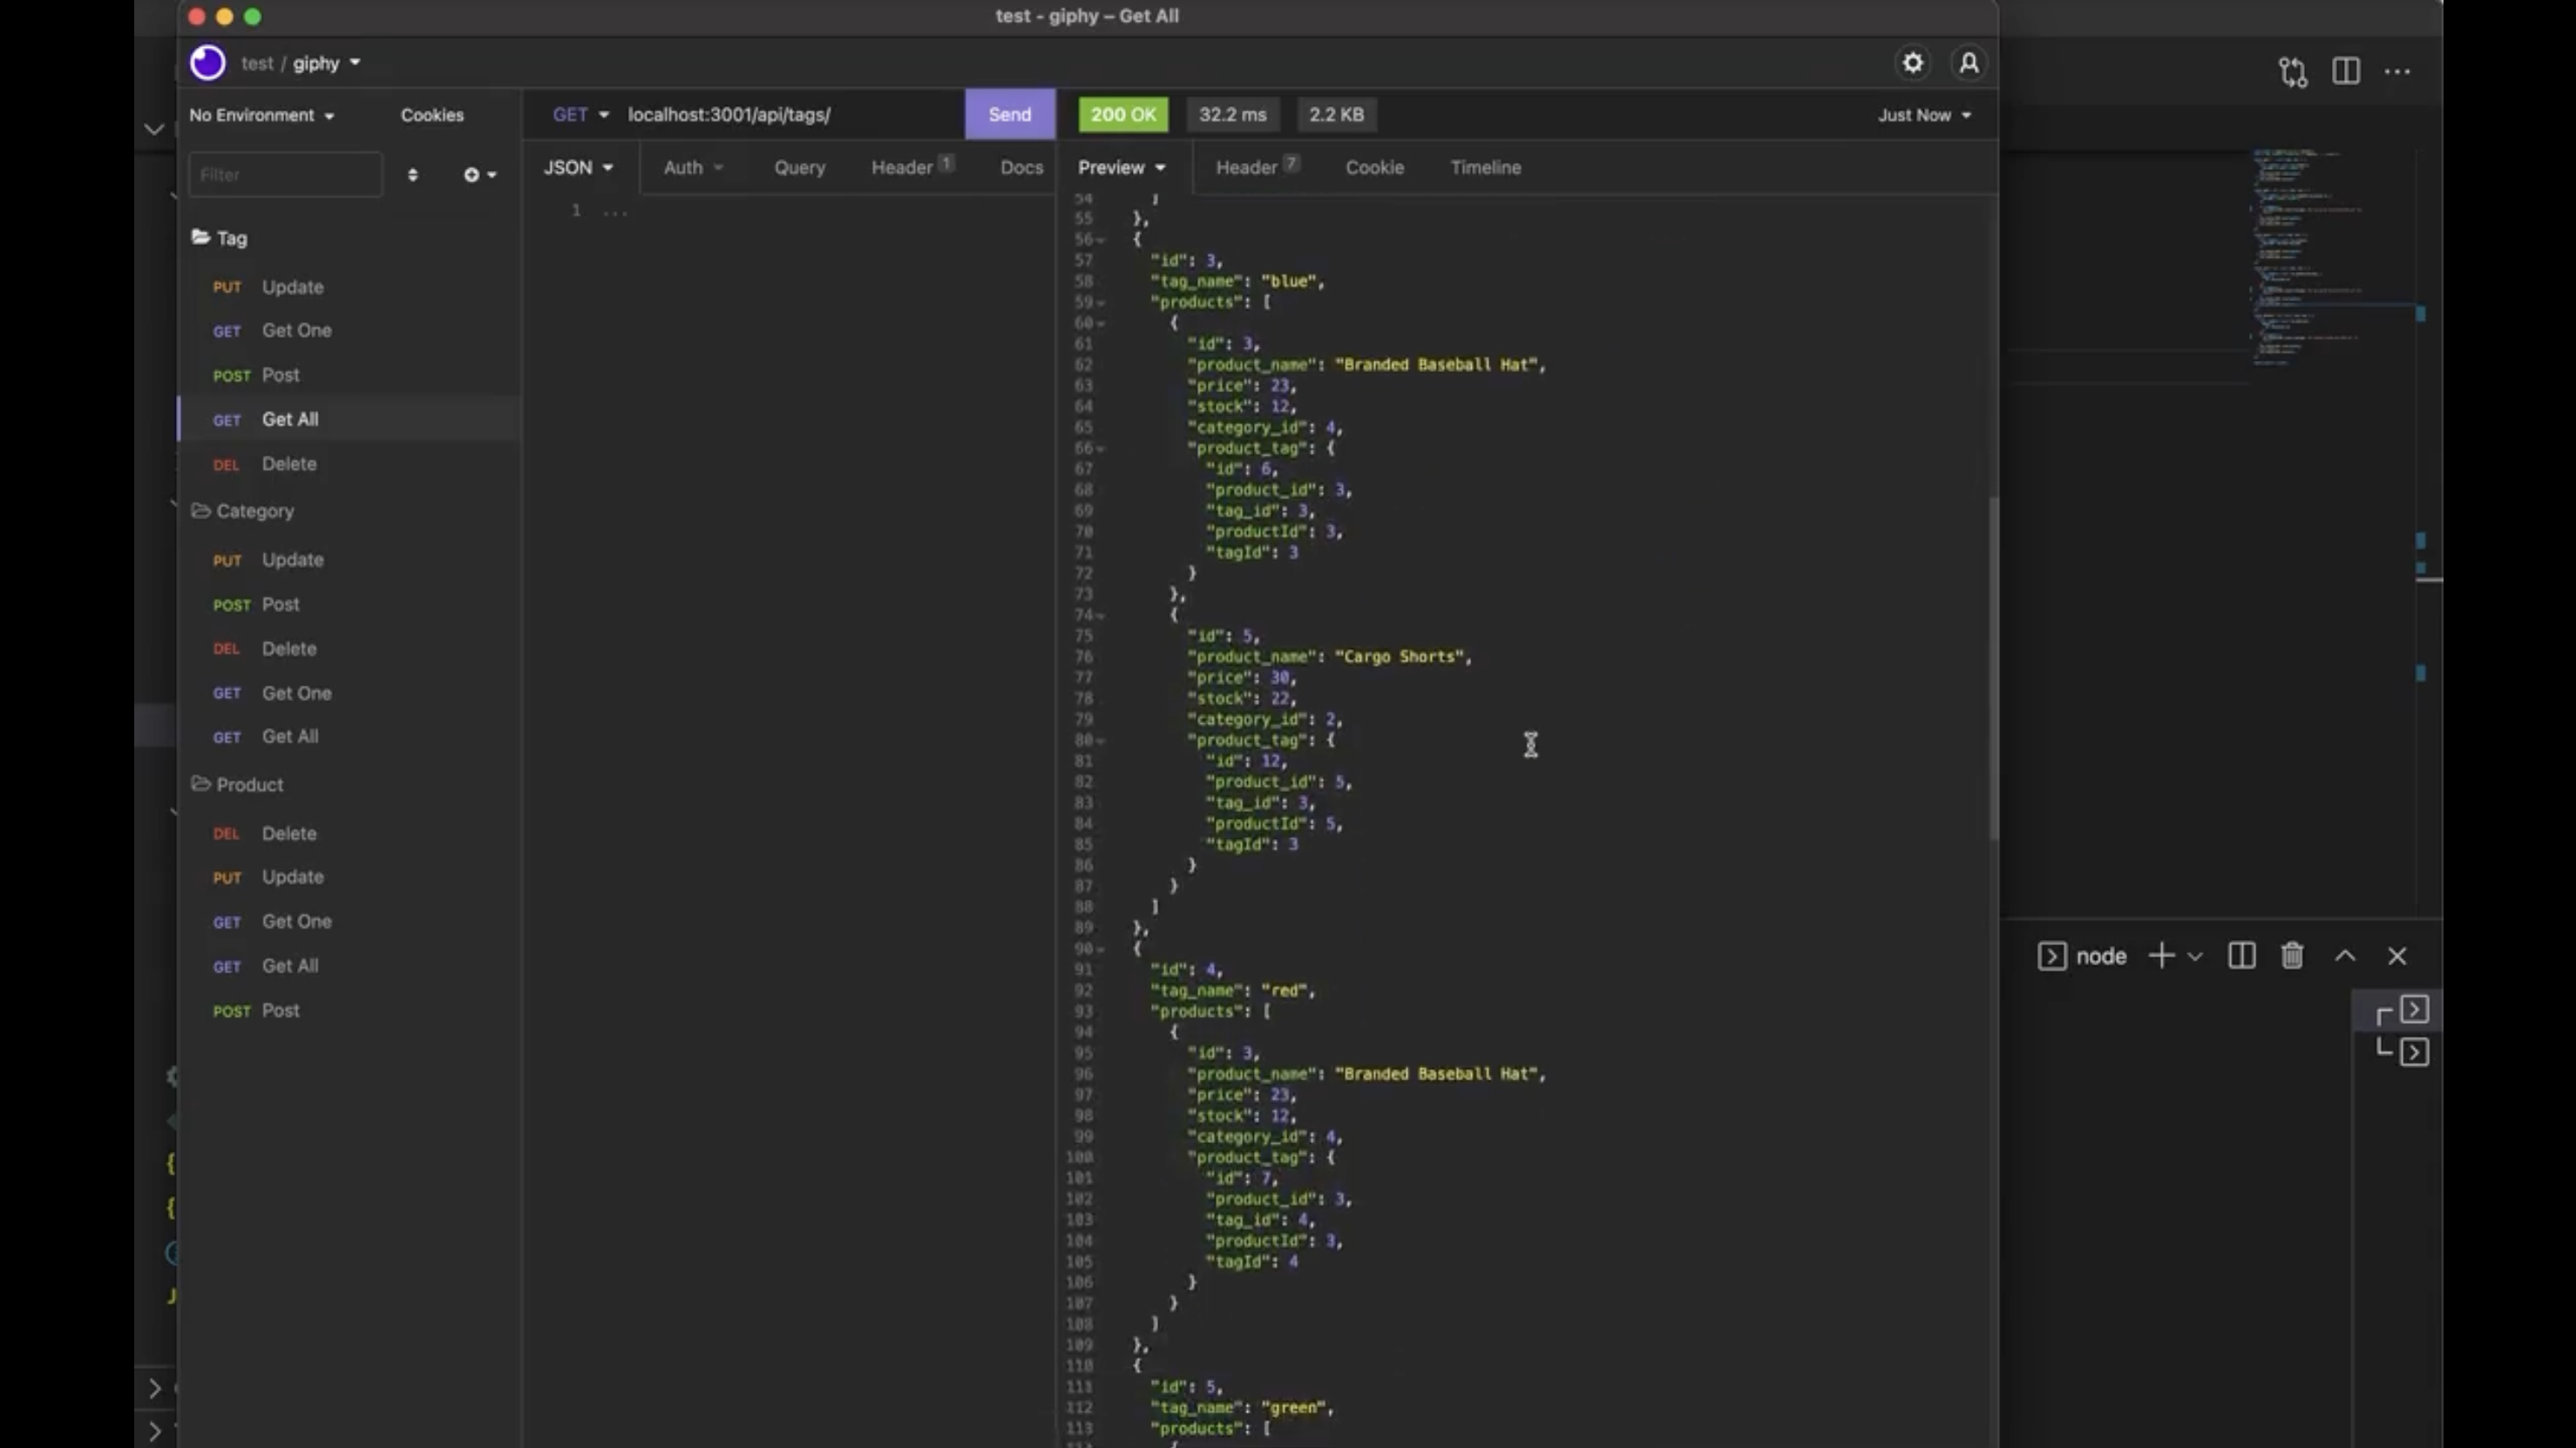 test - giphy – Get All
test / giphy
No Environment
Cookies
GET localhost:3001/api/tags/ Send
200 OK 32.2 ms 2.2 KB Just Now
Filter
JSON Auth Query Header 1 Docs
Preview Header 7 Cookie Timeline
1 ...
Tag
PUT Update
GET Get One
POST Post
GET Get All
DEL Delete
Category
PUT Update
POST Post
DEL Delete
GET Get One
GET Get All
Product
DEL Delete
PUT Update
GET Get One
GET Get All
POST Post
54 ]
55 },
56 {
57 "id": 3,
58 "tag_name": "blue",
59 "products": [
60 {
61 "id": 3,
62 "product_name": "Branded Baseball Hat",
63 "price": 23,
64 "stock": 12,
65 "category_id": 4,
66 "product_tag": {
67 "id": 6,
68 "product_id": 3,
69 "tag_id": 3,
70 "productId": 3,
71 "tagId": 3
72 }
73 },
74 {
75 "id": 5,
76 "product_name": "Cargo Shorts",
77 "price": 30,
78 "stock": 22,
79 "category_id": 2,
80 "product_tag": {
81 "id": 12,
82 "product_id": 5,
83 "tag_id": 3,
84 "productId": 5,
85 "tagId": 3
86 }
87 }
88 ]
89 },
90 {
91 "id": 4,
92 "tag_name": "red",
93 "products": [
94 {
95 "id": 3,
96 "product_name": "Branded Baseball Hat",
97 "price": 23,
98 "stock": 12,
99 "category_id": 4,
100 "product_tag": {
101 "id": 7,
102 "product_id": 3,
103 "tag_id": 4,
104 "productId": 3,
105 "tagId": 4
106 }
107 }
108 ]
109 },
110 {
111 "id": 5,
112 "tag_name": "green",
113 "products": [
node